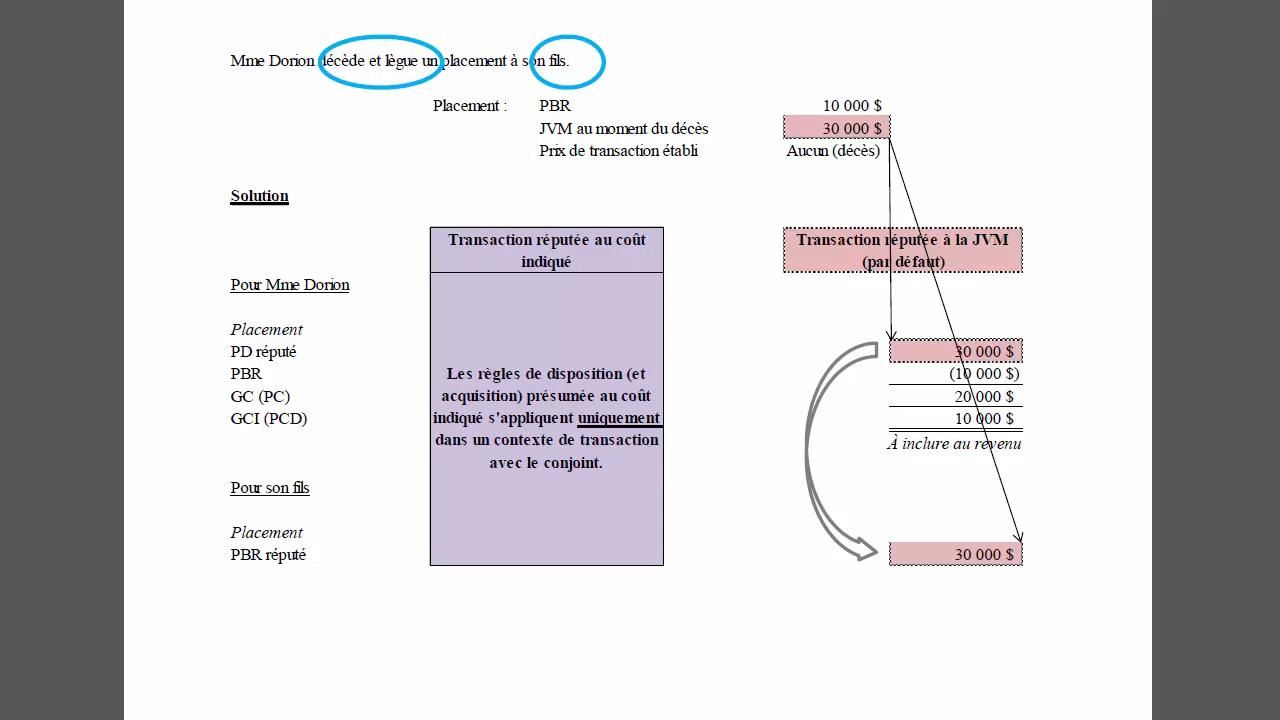 Mme Dorion décède et lègue un placement à son fils.
Placement : PBR 10 000 $
JVM au moment du décès 30 000 $
Prix de transaction établi Aucun (décès)
Solution
Transaction réputée au coût
indiqué
Transaction réputée à la JVM
(par défaut)
Pour Mme Dorion
Placement
PD réputé 30 000 $
PBR (10 000 $)
GC (PC) 20 000 $
GCI (PCD) 10 000 $
À inclure au revenu
Les règles de disposition (et
acquisition) présumée au coût
indiqué s'appliquent uniquement
dans un contexte de transaction
avec le conjoint.
Pour son fils
Placement
PBR réputé 30 000 $